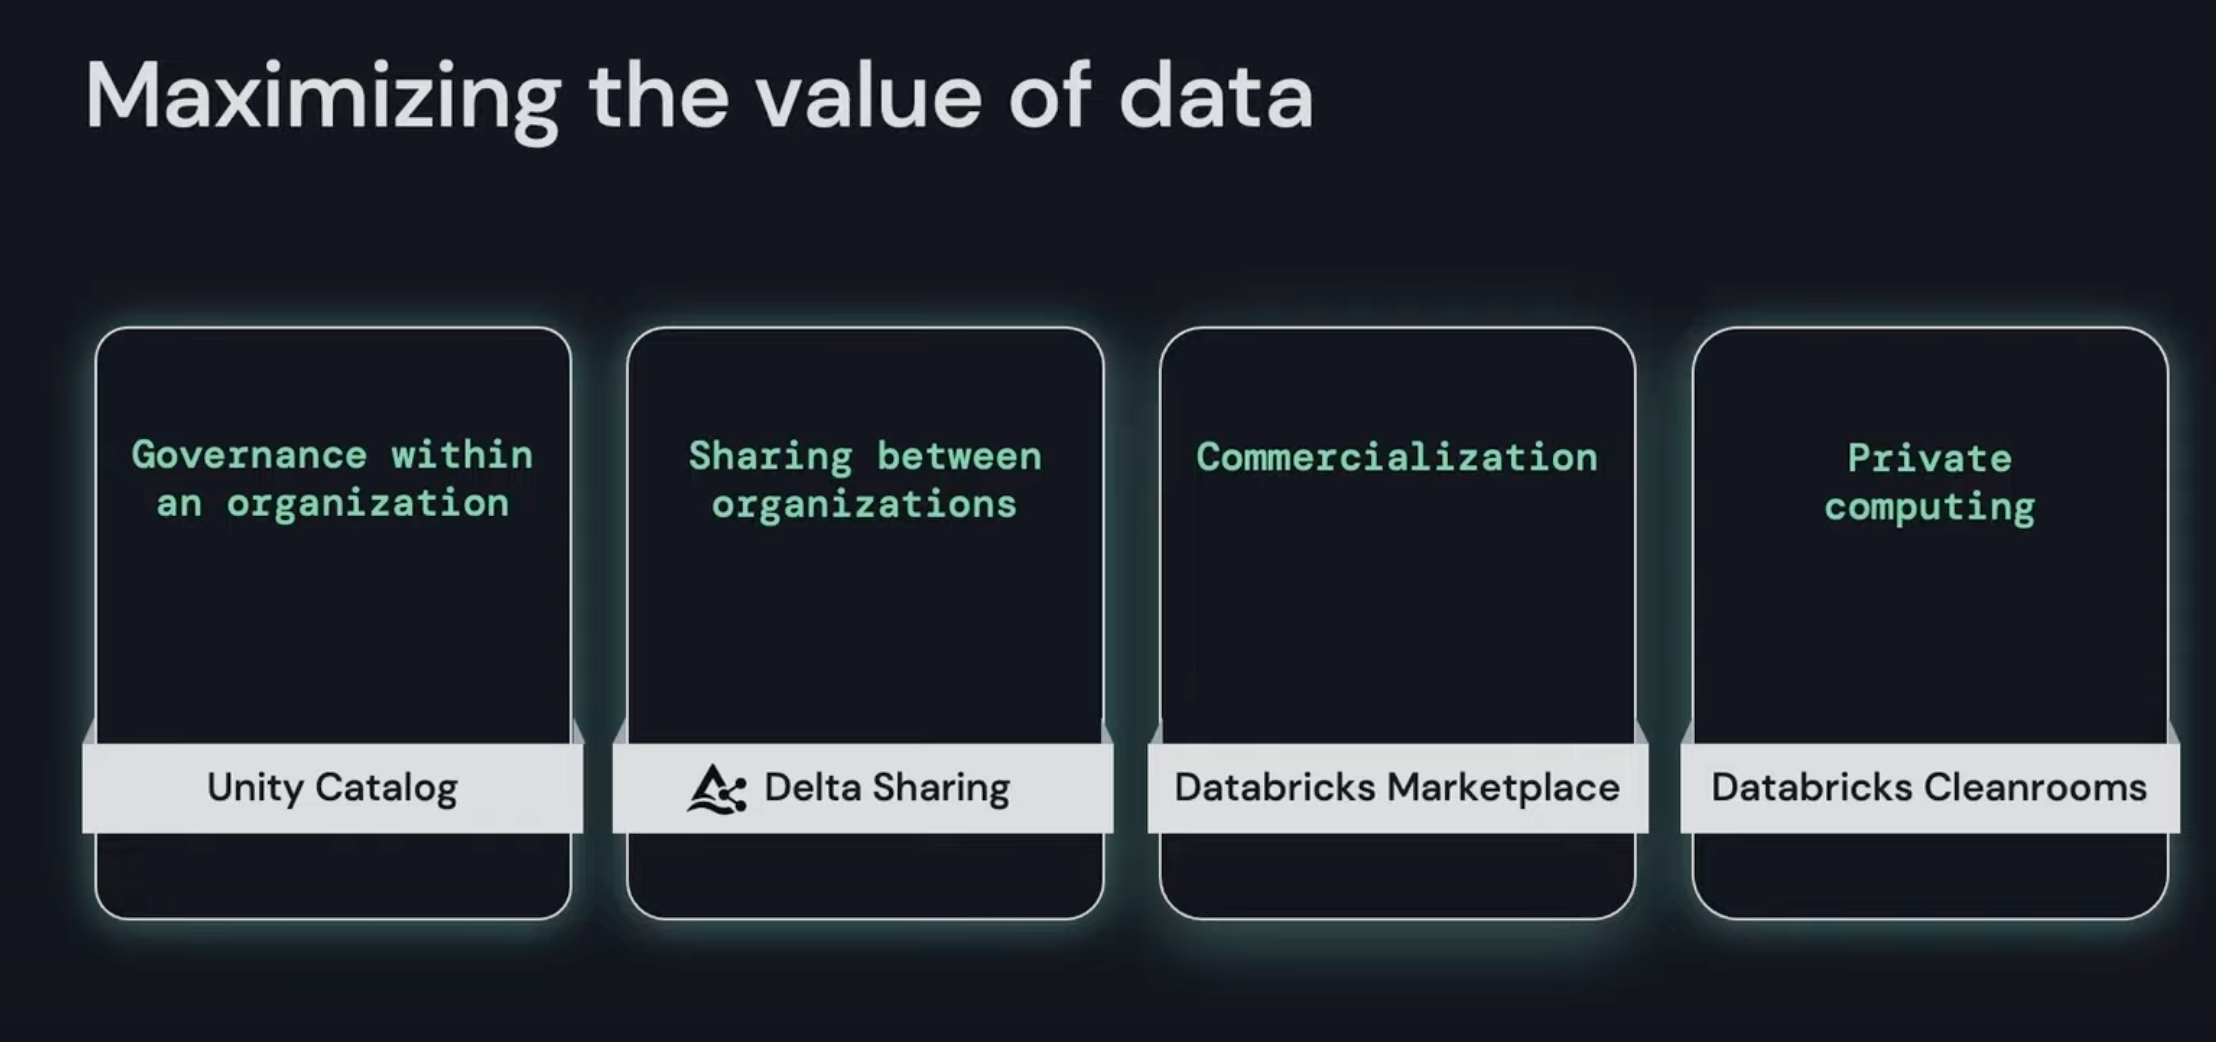 Maximizing the value of data
Governance within
an organization
Unity Catalog
Sharing between
organizations
Delta Sharing
Commercialization
Databricks Marketplace
Private
computing
Databricks Cleanrooms